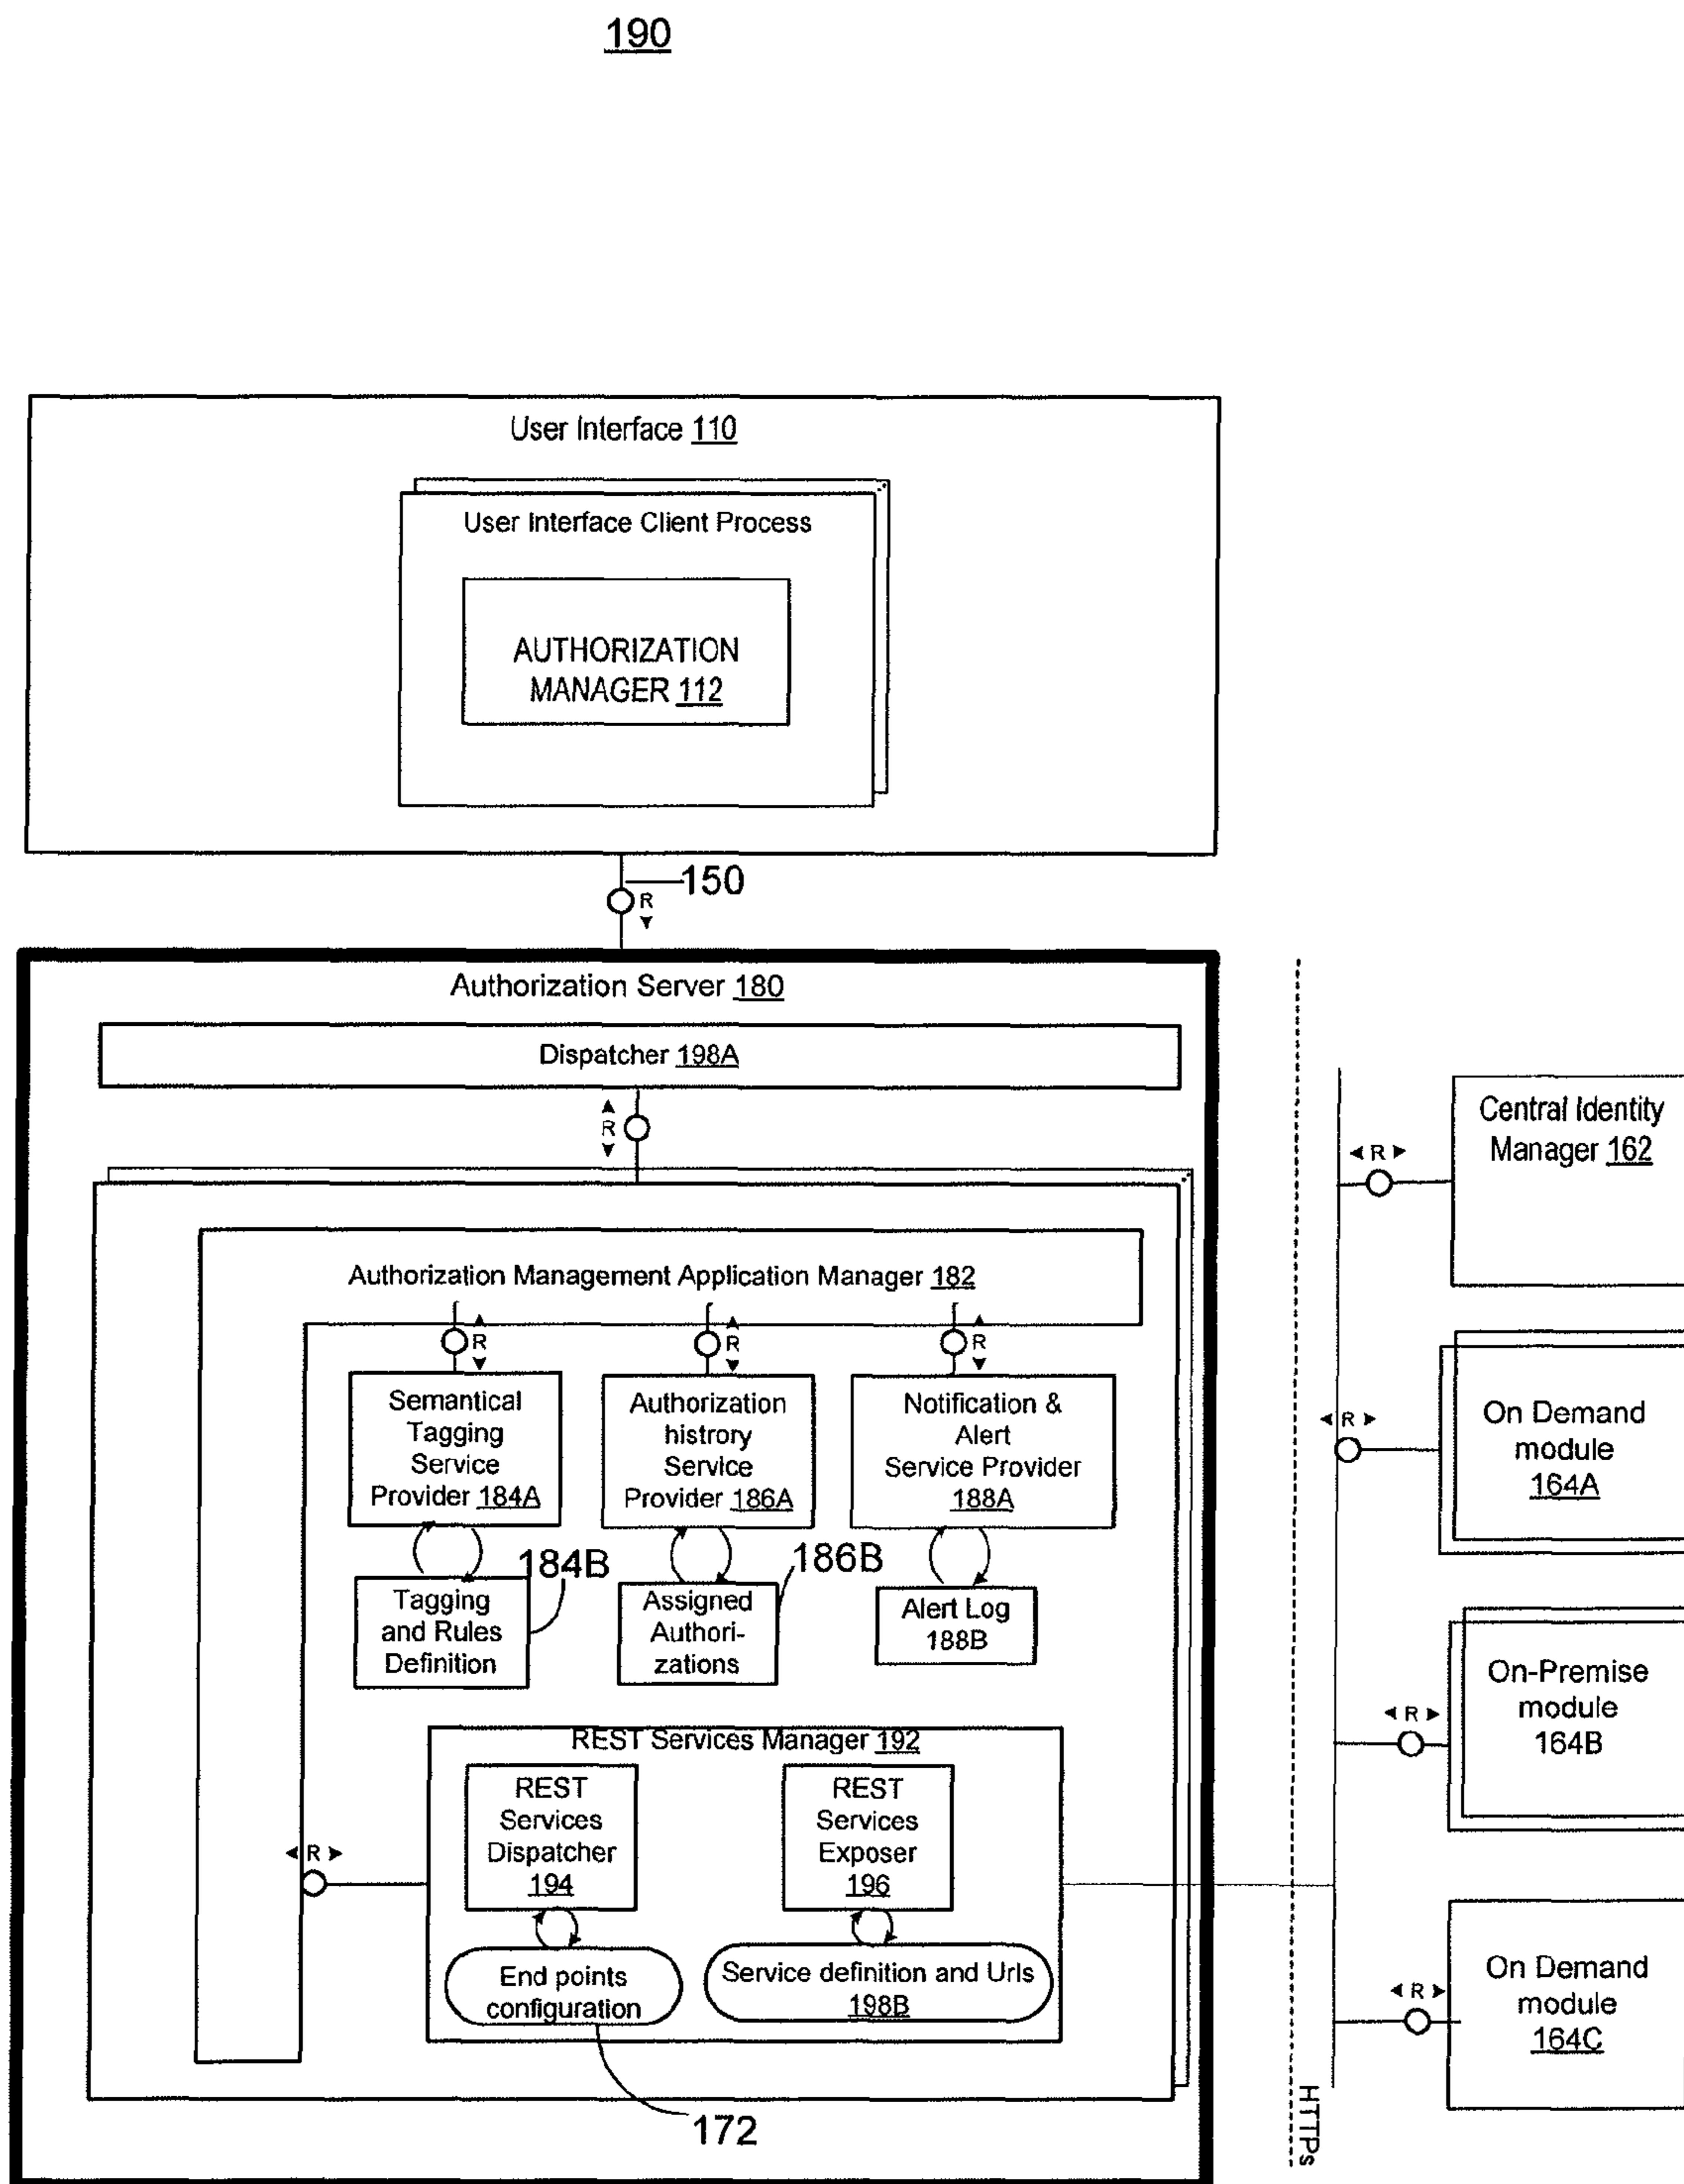 190
User Interface 110
User Interface Client Process
AUTHORIZATION
MANAGER 112
150
R
Authorization Server 180
Dispatcher 198A
R
Authorization Management Application Manager 182
R
R
R
Semantical
Tagging
Service
Provider 184A
Authorization
histrory
Service
Provider 186A
Notification &
Alert
Service Provider
188A
184B
186B
Tagging
and Rules
Definition
Assigned
Authori-
zations
Alert Log
188B
REST Services Manager 192
REST
Services
Dispatcher
194
REST
Services
Exposer
196
R
End points
configuration
Service definition and Urls
198B
172
HTTPs
Central Identity
Manager 162
R
On Demand
module
164A
R
On-Premise
module
164B
R
On Demand
module
164C
R